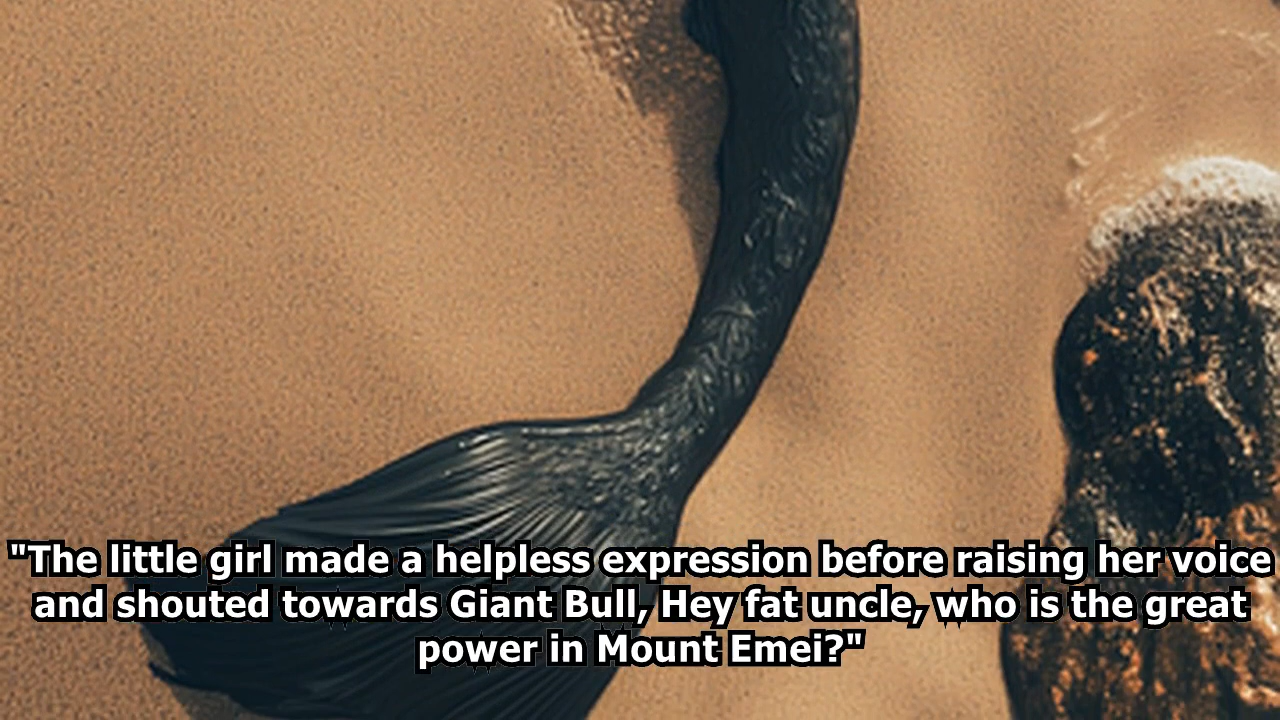 "The little girl made a helpless expression before raising her voice
and shouted towards Giant Bull, Hey fat uncle, who is the great
power in Mount Emei?"